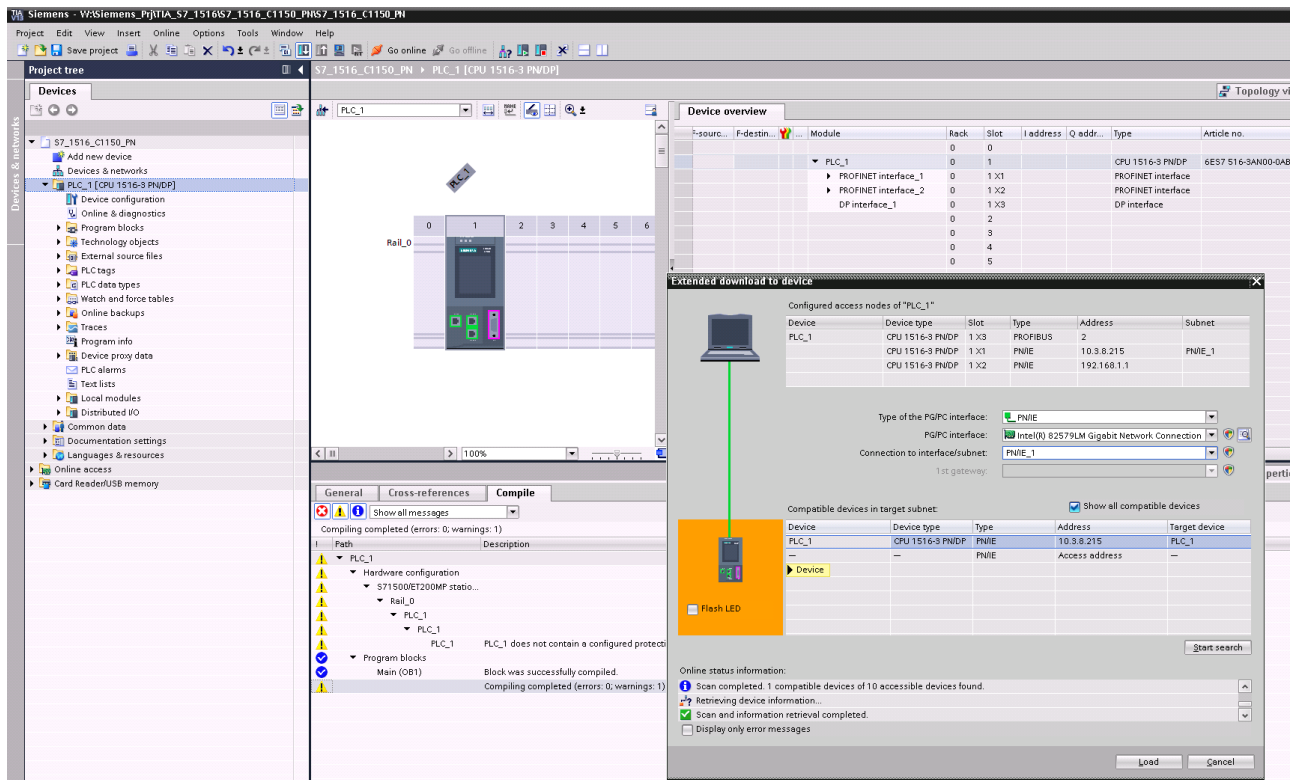 Siemens - W:\Siemens_Prj\TIA_S7_1516\S7_1516_C1150_PN\S7_1516_C1150_PN
Project Edit View Insert Online Options Tools Window Help
Save project Go online Go offline
Project tree
S7_1516_C1150_PN PLC_1 [CPU 1516-3 PN/DP]
Devices
Topology vi
Devices & networks
S7_1516_C1150_PN
Add new device
Devices & networks
PLC_1 [CPU 1516-3 PN/DP]
Device configuration
Online & diagnostics
Program blocks
Technology objects
External source files
PLC tags
PLC data types
Watch and force tables
Online backups
Traces
Program info
Device proxy data
PLC alarms
Text lists
Local modules
Distributed I/O
Common data
Documentation settings
Languages & resources
Online access
Card Reader/USB memory
PLC_1
PLC_1
0 1 2 3 4 5 6
Rail_0
SIEMENS
100%
Device overview
F-sourc... F-destin... ... Module Rack Slot I address Q addr... Type Article no.
0 0
PLC_1 0 1 CPU 1516-3 PN/DP 6ES7 516-3AN00-0AB
PROFINET interface_1 0 1 X1 PROFINET interface
PROFINET interface_2 0 1 X2 PROFINET interface
DP interface_1 0 1 X3 DP interface
0 2
0 3
0 4
0 5
perti
General Cross-references Compile
Show all messages
Compiling completed (errors: 0; warnings: 1)
! Path Description
PLC_1
Hardware configuration
S71500/ET200MP statio...
Rail_0
PLC_1
PLC_1
PLC_1 PLC_1 does not contain a configured protecti
Program blocks
Main (OB1) Block was successfully compiled.
Compiling completed (errors: 0; warnings: 1)
Extended download to device
Configured access nodes of "PLC_1"
Device Device type Slot Type Address Subnet
PLC_1 CPU 1516-3 PN/DP 1 X3 PROFIBUS 2
CPU 1516-3 PN/DP 1 X1 PN/IE 10.3.8.215 PN/IE_1
CPU 1516-3 PN/DP 1 X2 PN/IE 192.168.1.1
Type of the PG/PC interface: PN/IE
PG/PC interface: Intel(R) 82579LM Gigabit Network Connection
Connection to interface/subnet: PN/IE_1
1st gateway:
Compatible devices in target subnet: Show all compatible devices
Device Device type Type Address Target device
PLC_1 CPU 1516-3 PN/DP PN/IE 10.3.8.215 PLC_1
— — PN/IE Access address —
Device
Flash LED
Start search
Online status information:
Scan completed. 1 compatible devices of 10 accessible devices found.
Retrieving device information...
Scan and information retrieval completed.
Display only error messages
Load Cancel